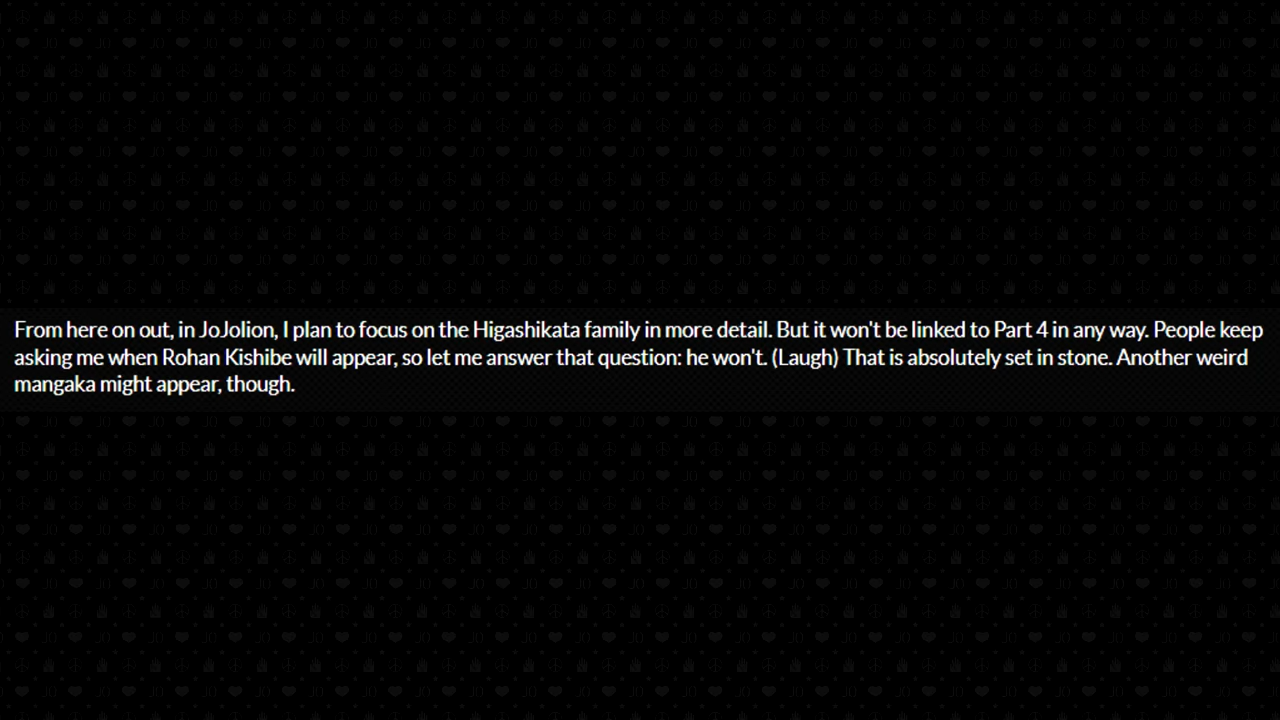 From here on out, in JoJolion, I plan to focus on the Higashikata family in more detail. But it won't be linked to Part 4 in any way. People keep
asking me when Rohan Kishibe will appear, so let me answer that question: he won't. (Laugh) That is absolutely set in stone. Another weird
mangaka might appear, though.